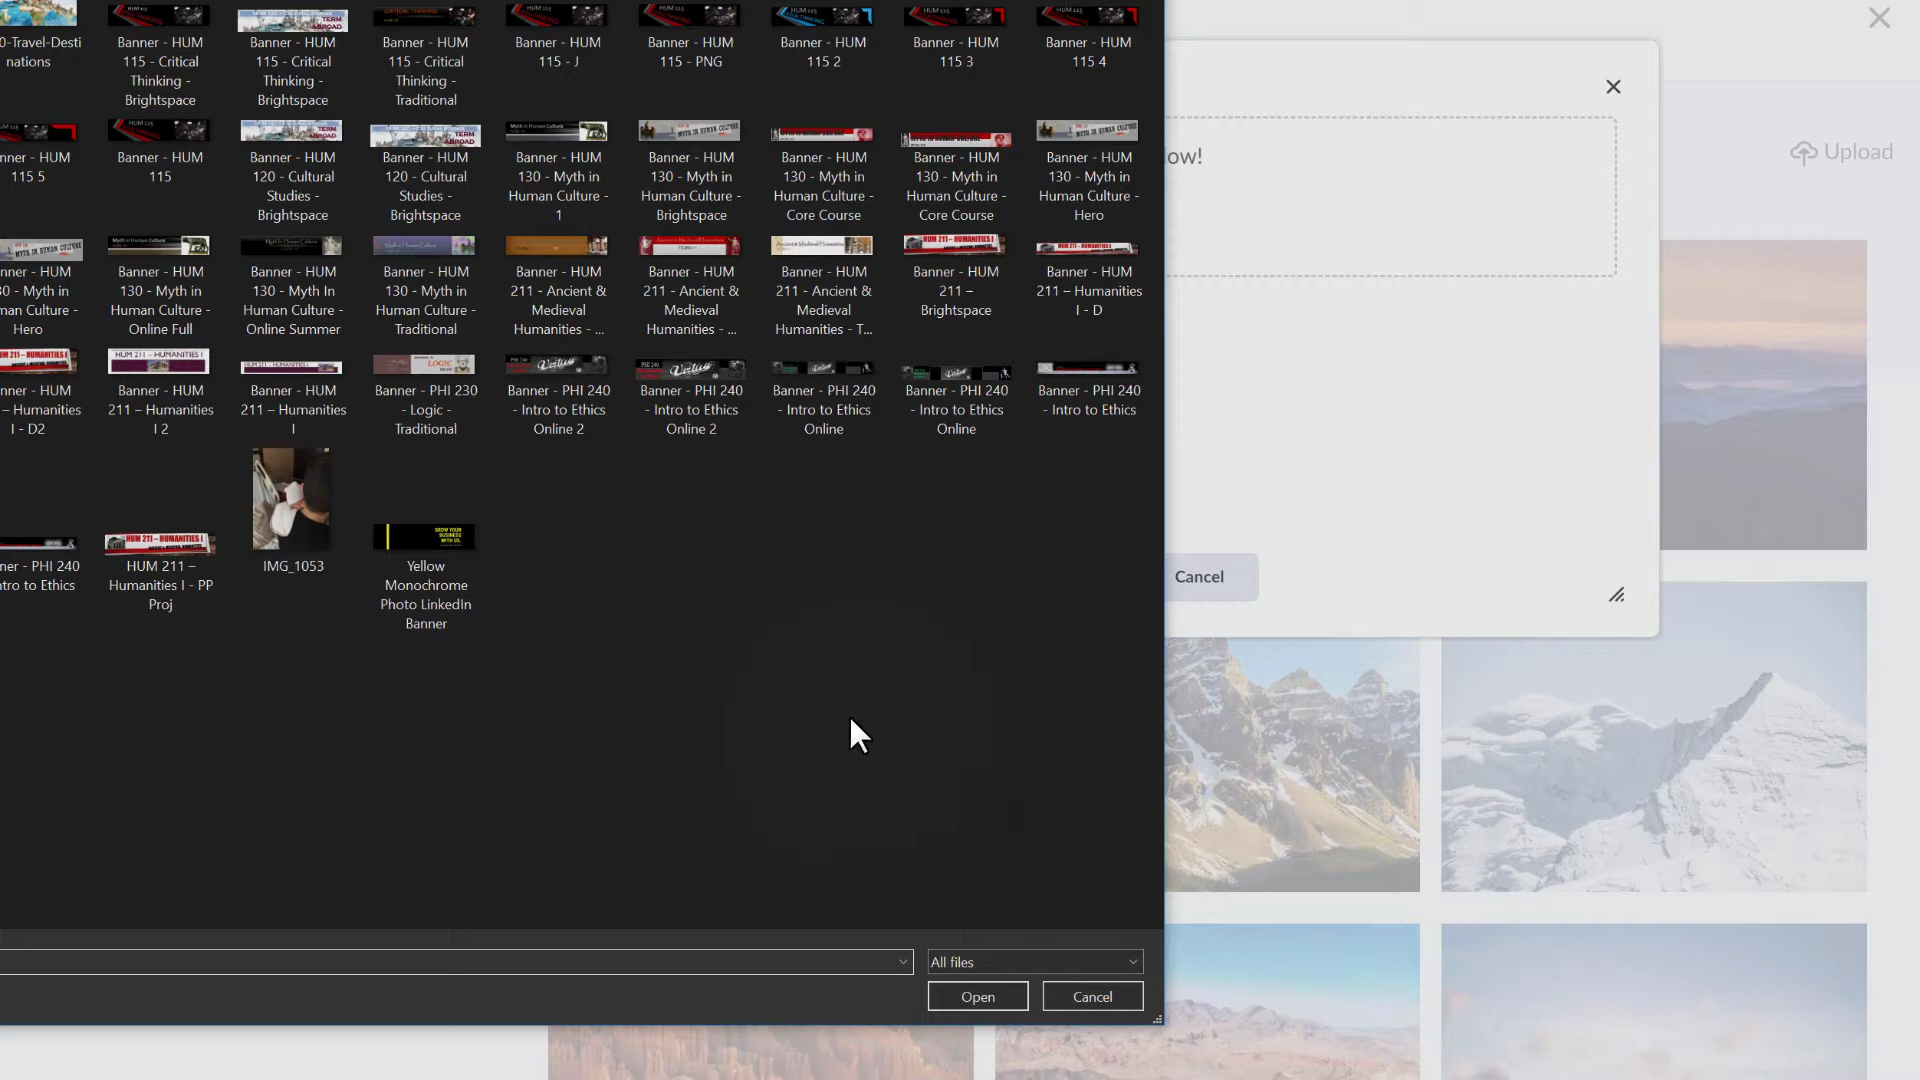 0-Travel-Desti
nations
Banner - HUM
115 - Critical
Thinking -
Brightspace
Banner - HUM
115 - Critical
Thinking -
Brightspace
Banner - HUM
115 - Critical
Thinking -
Traditional
Banner - HUM
115 - J
Banner - HUM
115 - PNG
Banner - HUM
115 2
Banner - HUM
115 3
Banner - HUM
115 4
nner - HUM
115 5
Banner - HUM
115
Banner - HUM
120 - Cultural
Studies -
Brightspace
Banner - HUM
120 - Cultural
Studies -
Brightspace
Banner - HUM
130 - Myth in
Human Culture -
1
Banner - HUM
130 - Myth in
Human Culture -
Brightspace
Banner - HUM
130 - Myth in
Human Culture -
Core Course
Banner - HUM
130 - Myth in
Human Culture -
Core Course
Banner - HUM
130 - Myth in
Human Culture -
Hero
nner - HUM
30 - Myth in
man Culture -
Hero
Banner - HUM
130 - Myth in
Human Culture -
Online Full
Banner - HUM
130 - Myth In
Human Culture -
Online Summer
Banner - HUM
130 - Myth in
Human Culture -
Traditional
Banner - HUM
211 - Ancient &
Medieval
Humanities - ...
Banner - HUM
211 - Ancient &
Medieval
Humanities - ...
Banner - HUM
211 - Ancient &
Medieval
Humanities - T...
Banner - HUM
211 –
Brightspace
Banner - HUM
211 – Humanities
I - D
nner - HUM
– Humanities
I - D2
Banner - HUM
211 – Humanities
I 2
Banner - HUM
211 – Humanities
I
Banner - PHI 230
- Logic -
Traditional
Banner - PHI 240
- Intro to Ethics
Online 2
Banner - PHI 240
- Intro to Ethics
Online 2
Banner - PHI 240
- Intro to Ethics
Online
Banner - PHI 240
- Intro to Ethics
Online
Banner - PHI 240
- Intro to Ethics
ner - PHI 240
ntro to Ethics
HUM 211 –
Humanities I - PP
Proj
IMG_1053
GROW YOUR
BUSINESS
WITH US.
Yellow
Monochrome
Photo LinkedIn
Banner
All files
Open
Cancel
low!
Upload
Cancel